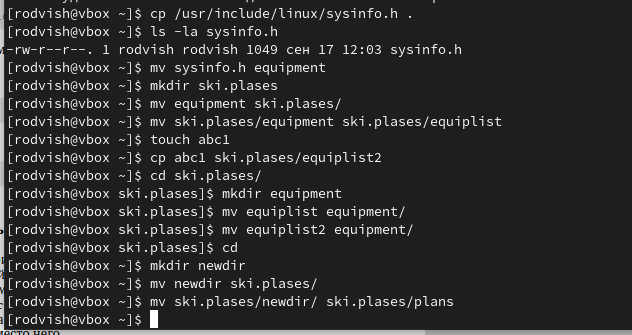 [rodvish@vbox ~]$ cp /usr/include/linux/sysinfo.h .
[rodvish@vbox ~]$ ls -la sysinfo.h
-rw-r--r--. 1 rodvish rodvish 1049 сен 17 12:03 sysinfo.h
[rodvish@vbox ~]$ mv sysinfo.h equipment
[rodvish@vbox ~]$ mkdir ski.plases
[rodvish@vbox ~]$ mv equipment ski.plases/
[rodvish@vbox ~]$ mv ski.plases/equipment ski.plases/equiplist
[rodvish@vbox ~]$ touch abc1
[rodvish@vbox ~]$ cp abc1 ski.plases/equiplist2
[rodvish@vbox ~]$ cd ski.plases/
[rodvish@vbox ski.plases]$ mkdir equipment
[rodvish@vbox ski.plases]$ mv equiplist equipment/
[rodvish@vbox ski.plases]$ mv equiplist2 equipment/
[rodvish@vbox ski.plases]$ cd
[rodvish@vbox ~]$ mkdir newdir
[rodvish@vbox ~]$ mv newdir ski.plases/
[rodvish@vbox ~]$ mv ski.plases/newdir/ ski.plases/plans
[rodvish@vbox ~]$